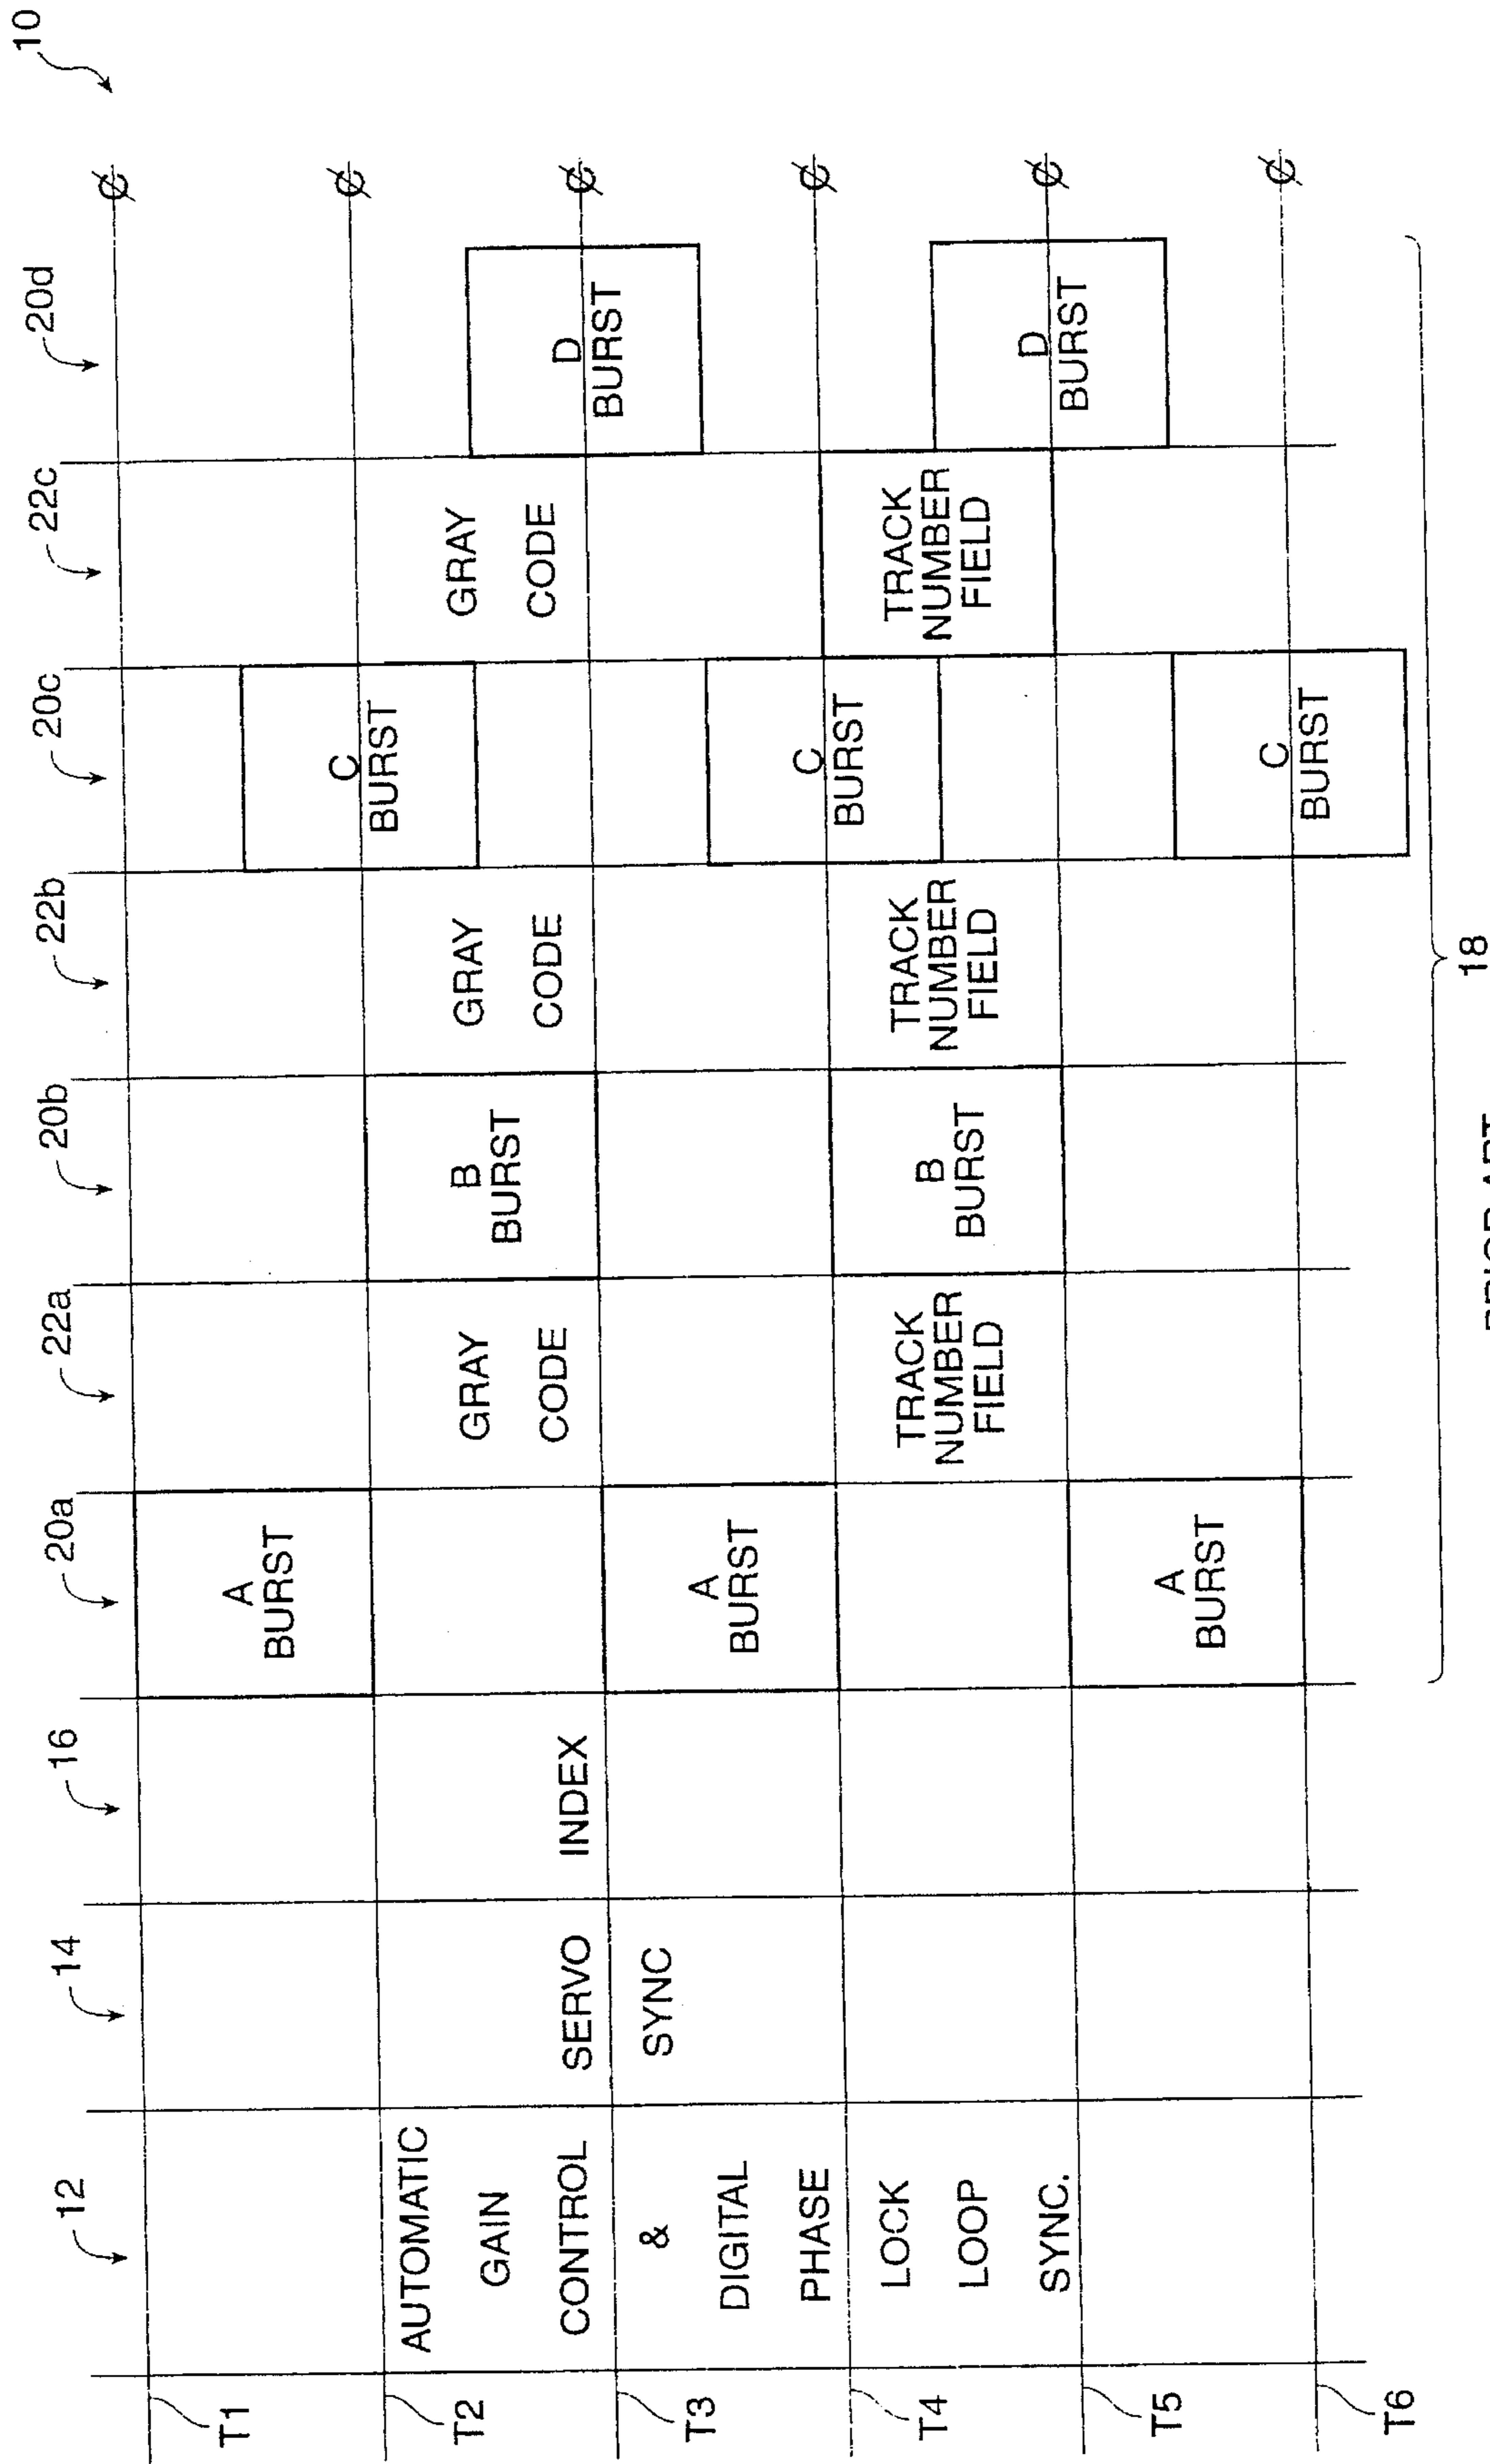 10
12
14
16
20a
22a
20b
22b
20c
22c
20d
T1
T2
T3
T4
T5
T6
AUTOMATIC
GAIN
CONTROL
&
DIGITAL
PHASE
LOCK
LOOP
SYNC.
SERVO
SYNC
INDEX
A
BURST
A
BURST
A
BURST
GRAY
CODE
TRACK
NUMBER
FIELD
B
BURST
B
BURST
GRAY
CODE
TRACK
NUMBER
FIELD
C
BURST
C
BURST
C
BURST
GRAY
CODE
TRACK
NUMBER
FIELD
D
BURST
D
BURST
₵
₵
₵
₵
₵
₵
18
PRIOR ART